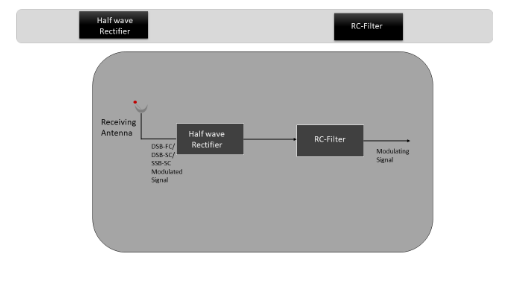 Half wave
Rectifier
RC-Filter
Receiving
Antenna
DSB-FC/
DSB-SC/
SSB-SC
Modulated
Signal
Half wave
Rectifier
RC-Filter
Modulating
Signal